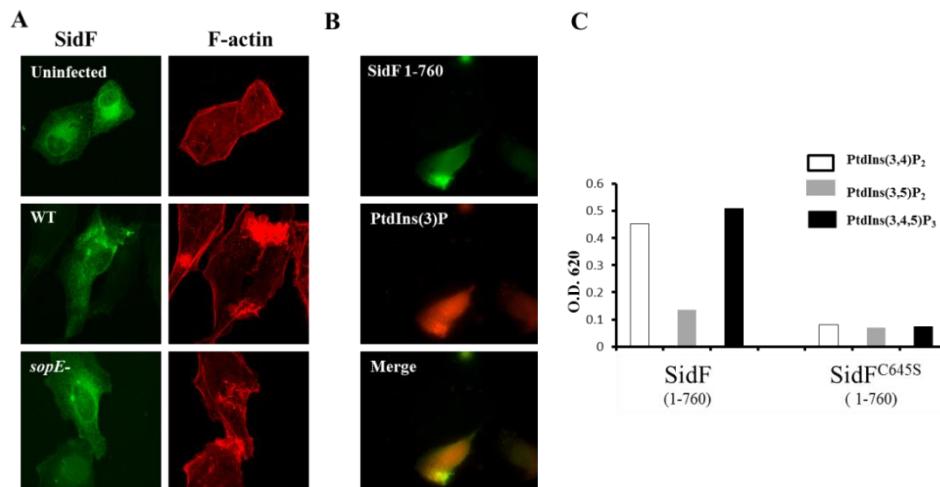 A
SidF
F-actin
Uninfected
WT
sopE-
B
SidF 1-760
PtdIns(3)P
Merge
C
PtdIns(3,4)P₂
PtdIns(3,5)P₂
PtdIns(3,4,5)P₃
O.D. 620
0.6
0.5
0.4
0.3
0.2
0.1
0
SidF
(1-760)
SidF^C645S
( 1-760)